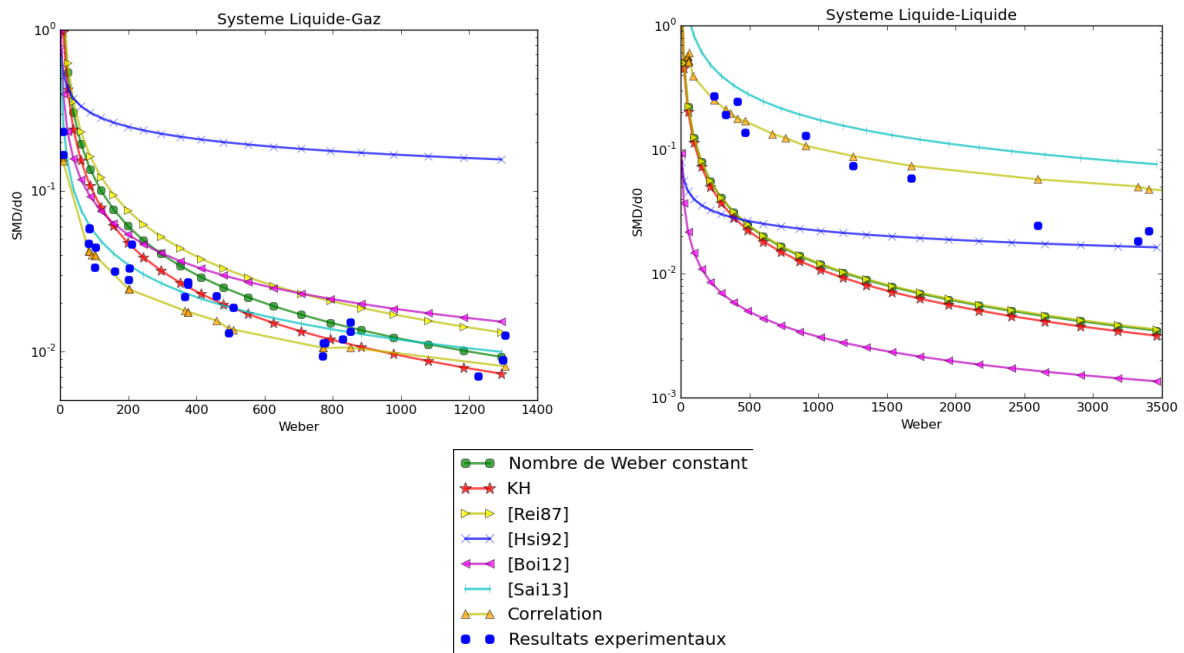 Systeme Liquide-Gaz
10^0
10^-1
10^-2
SMD/d0
0 200 400 600 800 1000 1200 1400
Weber
Systeme Liquide-Liquide
10^0
10^-1
10^-2
10^-3
SMD/d0
0 500 1000 1500 2000 2500 3000 3500
Weber
Nombre de Weber constant
KH
[Rei87]
[Hsi92]
[Boi12]
[Sai13]
Correlation
Resultats experimentaux